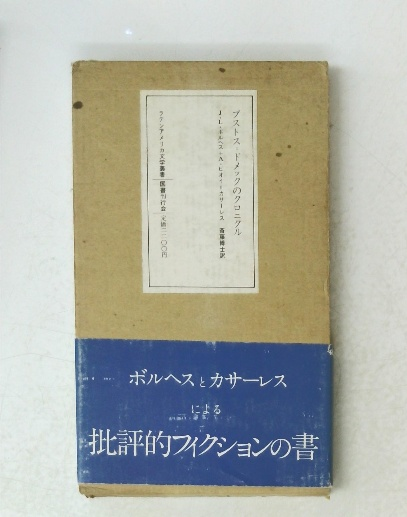 ブストス=ドメックのクロニクル
J・L・ボルヘス+A・ビオイ=カサーレス 斎藤博士訳
ラテンアメリカ文学叢書
国書刊行会
ボルヘスとカサーレス
による
批評的フィクションの書